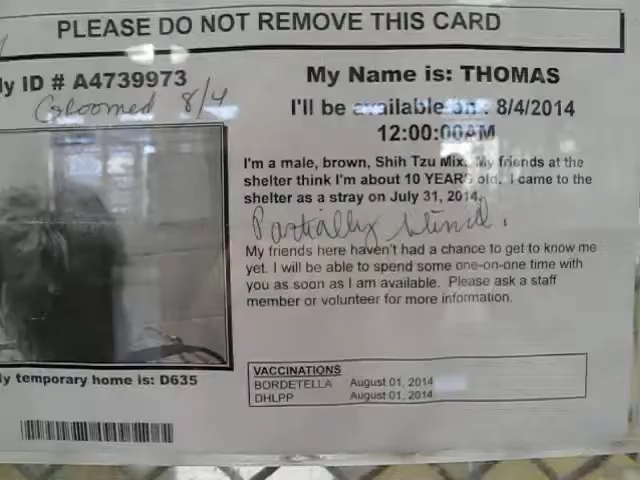 PLEASE DO NOT REMOVE THIS CARD
y ID # A4739973
Groomed 8/4
My Name is: THOMAS
I'll be available on : 8/4/2014
12:00:00AM
I'm a male, brown, Shih Tzu Mix. My friends at the
shelter think I'm about 10 YEARS old. I came to the
shelter as a stray on July 31, 2014.
Partially blind.
My friends here haven't had a chance to get to know me
yet. I will be able to spend some one-on-one time with
you as soon as I am available. Please ask a staff
member or volunteer for more information.
y temporary home is: D635
VACCINATIONS
BORDETELLA August 01, 2014
DHLPP August 01, 2014